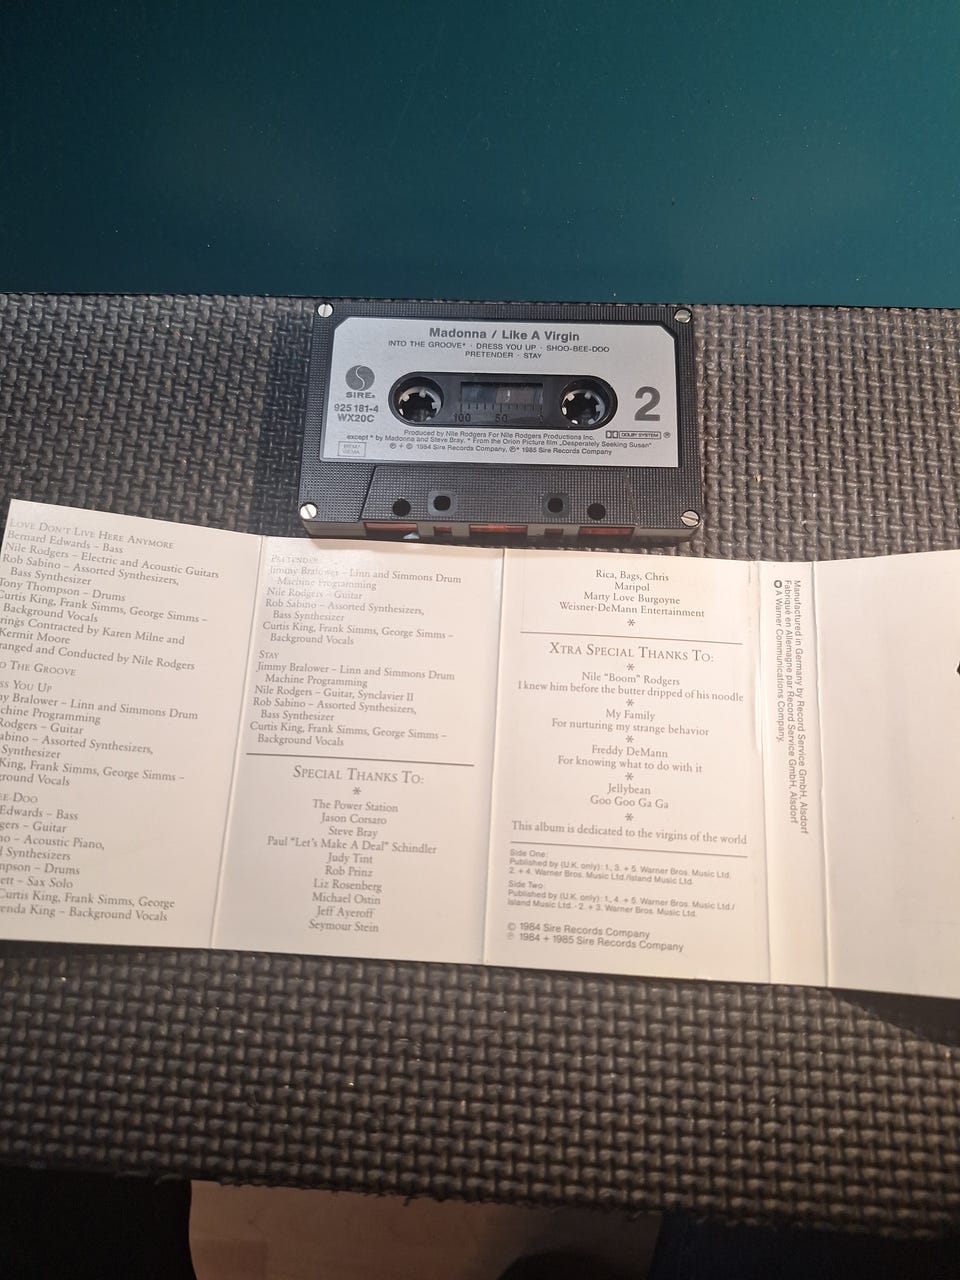 Madonna / Like A Virgin
INTO THE GROOVE* · DRESS YOU UP · SHOO-BEE-DOO
PRETENDER · STAY
SIRE®
925 181-4
WX20C
2
100 50 0
Produced by Nile Rodgers For Nile Rodgers Productions Inc.
DOLBY SYSTEM ®
except * by Madonna and Steve Bray. * From the Orion Picture film „Desperately Seeking Susan"
BIEM/
GEMA
℗ + © 1984 Sire Records Company, ℗* 1985 Sire Records Company
LOVE DON'T LIVE HERE ANYMORE
Bernard Edwards – Bass
Nile Rodgers – Electric and Acoustic Guitars
Rob Sabino – Assorted Synthesizers,
Bass Synthesizer
Tony Thompson – Drums
Curtis King, Frank Simms, George Simms –
Background Vocals
rings Contracted by Karen Milne and
Kermit Moore
ranged and Conducted by Nile Rodgers
O THE GROOVE
SS YOU UP
y Bralower – Linn and Simmons Drum
chine Programming
Rodgers – Guitar
abino – Assorted Synthesizers,
Synthesizer
King, Frank Simms, George Simms –
ground Vocals
EE-DOO
Edwards – Bass
gers – Guitar
no – Acoustic Piano,
l Synthesizers
mpson – Drums
ett – Sax Solo
Curtis King, Frank Simms, George
enda King – Background Vocals
PRETENDER
Jimmy Bralower – Linn and Simmons Drum
Machine Programming
Nile Rodgers – Guitar
Rob Sabino – Assorted Synthesizers,
Bass Synthesizer
Curtis King, Frank Simms, George Simms –
Background Vocals
STAY
Jimmy Bralower – Linn and Simmons Drum
Machine Programming
Nile Rodgers – Guitar, Synclavier II
Rob Sabino – Assorted Synthesizers,
Bass Synthesizer
Curtis King, Frank Simms, George Simms –
Background Vocals
SPECIAL THANKS TO:
*
The Power Station
Jason Corsaro
Steve Bray
Paul "Let's Make A Deal" Schindler
Judy Tint
Rob Prinz
Liz Rosenberg
Michael Ostin
Jeff Ayeroff
Seymour Stein
Rica, Bags, Chris
Maripol
Marty Love Burgoyne
Weisner-DeMann Entertainment
*
XTRA SPECIAL THANKS TO:
*
Nile "Boom" Rodgers
I knew him before the butter dripped of his noodle
*
My Family
For nurturing my strange behavior
*
Freddy DeMann
For knowing what to do with it
*
Jellybean
Goo Goo Ga Ga
*
This album is dedicated to the virgins of the world
Side One:
Published by (U.K. only): 1., 3. + 5. Warner Bros. Music Ltd.
2. + 4. Warner Bros. Music Ltd./Island Music Ltd.
Side Two:
Published by (U.K. only): 1., 4. + 5. Warner Bros. Music Ltd./
Island Music Ltd. · 2. + 3. Warner Bros. Music Ltd.
© 1984 Sire Records Company
℗ 1984 + 1985 Sire Records Company
Manufactured in Germany by Record Service GmbH, Alsdorf
Fabriqué en Allemagne par Record Service GmbH, Alsdorf
A Warner Communications Company.